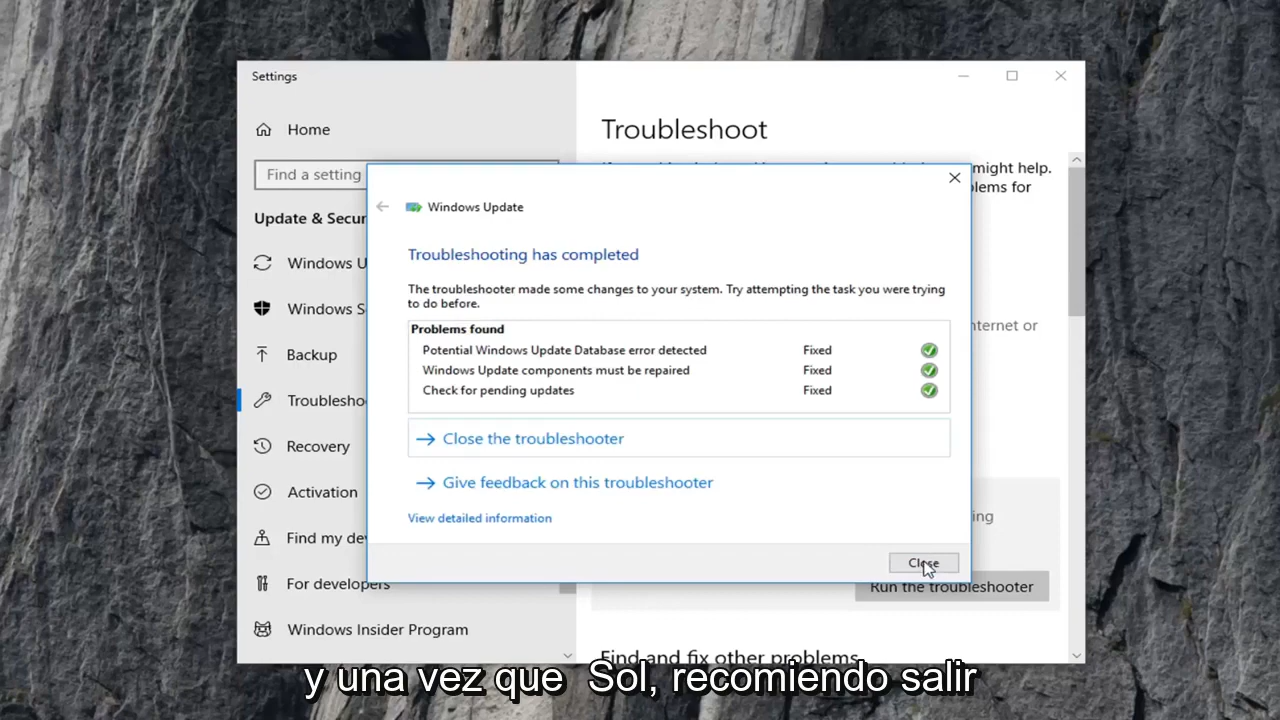 Settings
Home
Find a setting
Update & Secur
Windows U
Windows S
Backup
Troublesho
Recovery
Activation
Find my dev
For developers
Windows Insider Program
Troubleshoot
might help.
blems for
nternet or
ing
Run the troubleshooter
Find and fix other problems
Windows Update
Troubleshooting has completed
The troubleshooter made some changes to your system. Try attempting the task you were trying
to do before.
Problems found
Potential Windows Update Database error detected Fixed
Windows Update components must be repaired Fixed
Check for pending updates Fixed
Close the troubleshooter
Give feedback on this troubleshooter
View detailed information
Close
y una vez que Sol, recomiendo salir